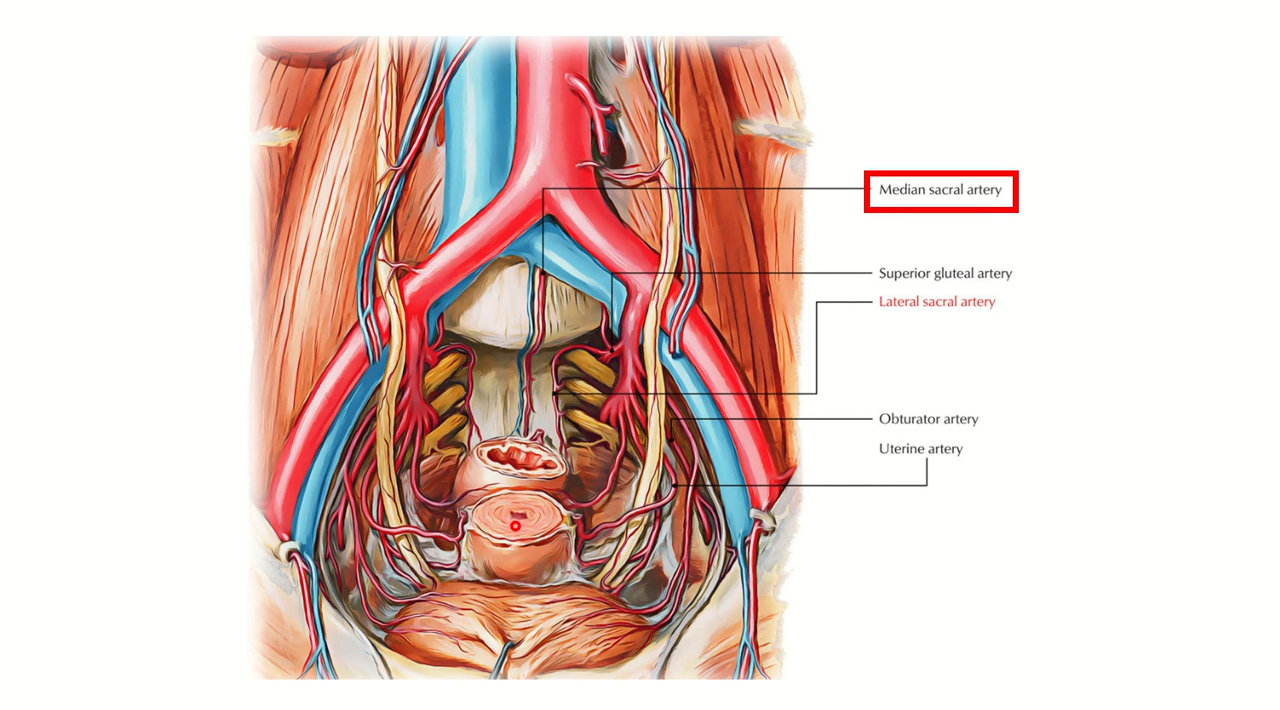 Median sacral artery
Superior gluteal artery
Lateral sacral artery
Obturator artery
Uterine artery